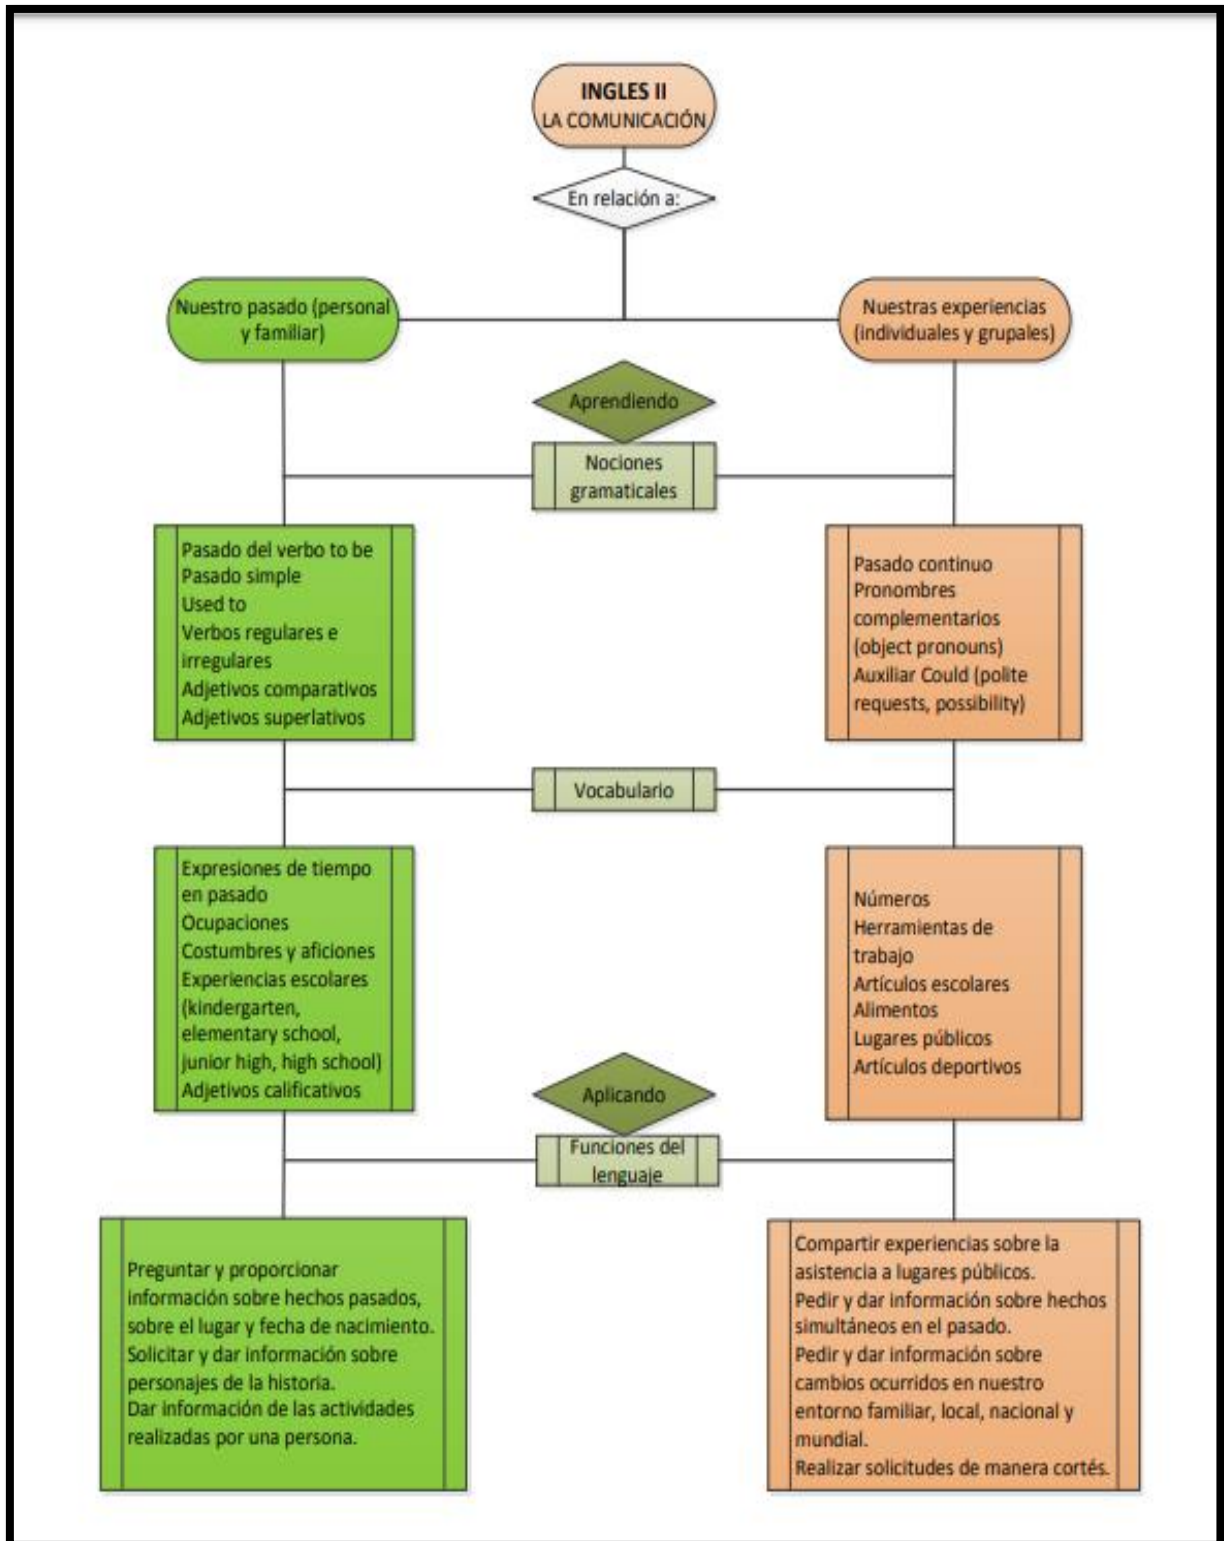 INGLES II
LA COMUNICACIÓN
En relación a:
Nuestro pasado (personal
y familiar)
Nuestras experiencias
(individuales y grupales)
Aprendiendo
Nociones
gramaticales
Pasado del verbo to be
Pasado simple
Used to
Verbos regulares e
irregulares
Adjetivos comparativos
Adjetivos superlativos
Pasado continuo
Pronombres
complementarios
(object pronouns)
Auxiliar Could (polite
requests, possibility)
Vocabulario
Expresiones de tiempo
en pasado
Ocupaciones
Costumbres y aficiones
Experiencias escolares
(kindergarten,
elementary school,
junior high, high school)
Adjetivos calificativos
Números
Herramientas de
trabajo
Artículos escolares
Alimentos
Lugares públicos
Artículos deportivos
Aplicando
Funciones del
lenguaje
Preguntar y proporcionar
información sobre hechos pasados,
sobre el lugar y fecha de nacimiento.
Solicitar y dar información sobre
personajes de la historia.
Dar información de las actividades
realizadas por una persona.
Compartir experiencias sobre la
asistencia a lugares públicos.
Pedir y dar información sobre hechos
simultáneos en el pasado.
Pedir y dar información sobre
cambios ocurridos en nuestro
entorno familiar, local, nacional y
mundial.
Realizar solicitudes de manera cortés.